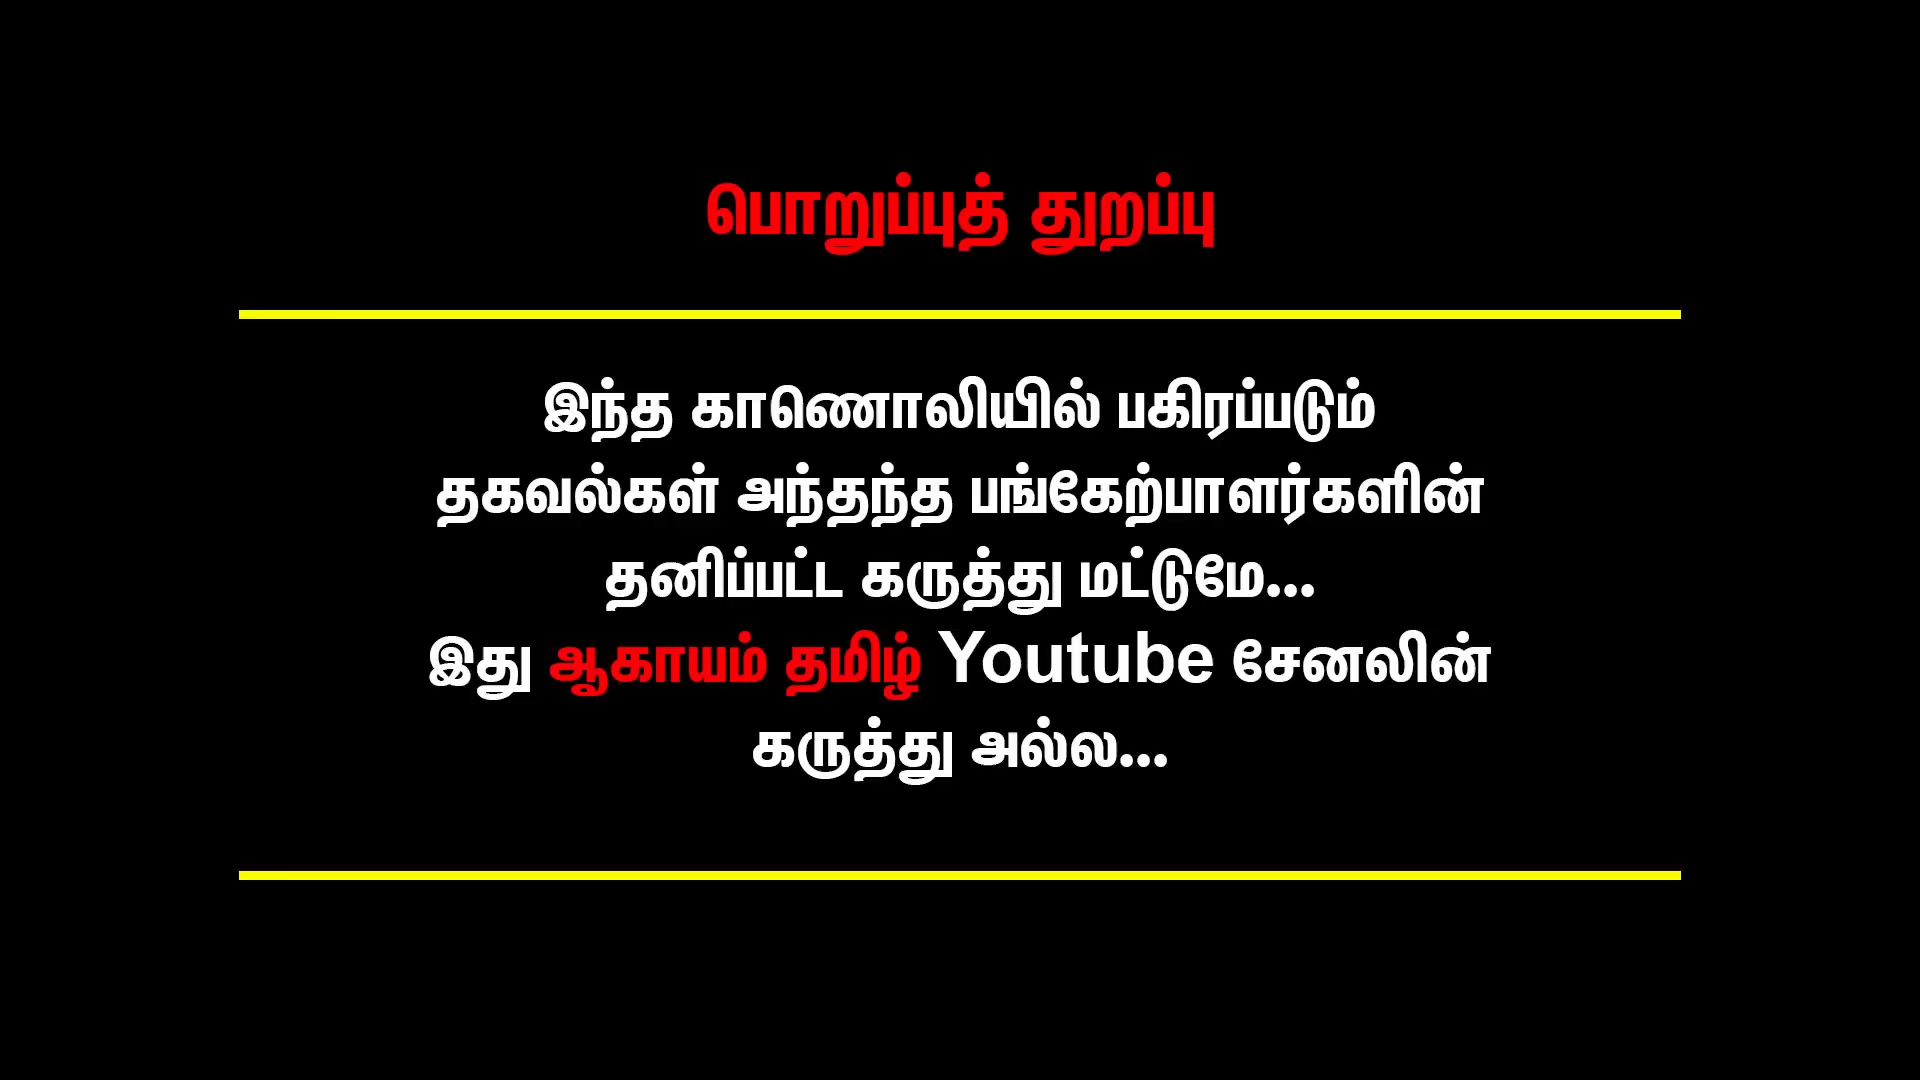 பொறுப்புத் துறப்பு
இந்த காணொலியில் பகிரப்படும்
தகவல்கள் அந்தந்த பங்கேற்பாளர்களின்
தனிப்பட்ட கருத்து மட்டுமே...
இது ஆகாயம் தமிழ் Youtube சேனலின்
கருத்து அல்ல...